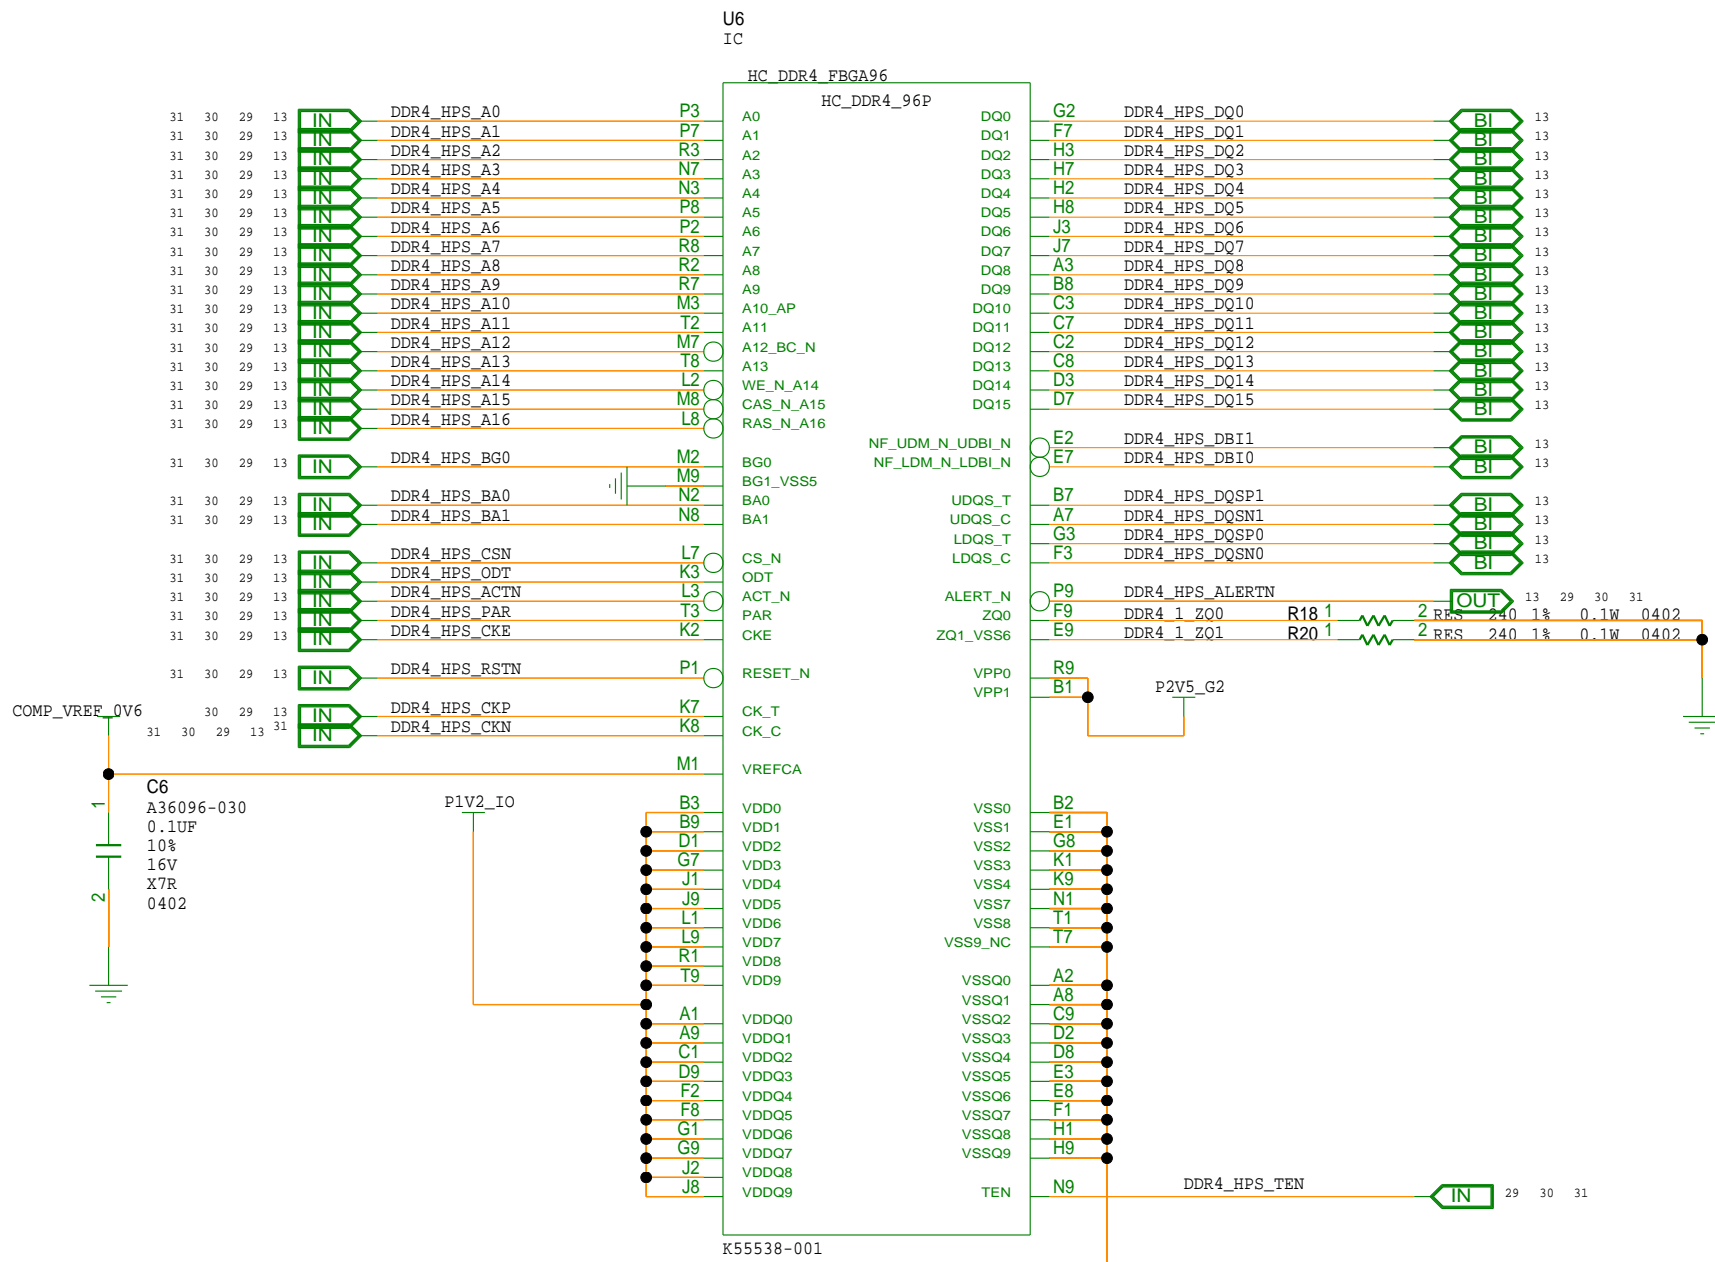 U6
IC
HC_DDR4_FBGA96
HC_DDR4_96P
31 30 29 13 IN DDR4_HPS_A0 P3 A0 DQ0 G2 DDR4_HPS_DQ0 BI 13
31 30 29 13 IN DDR4_HPS_A1 P7 A1 DQ1 F7 DDR4_HPS_DQ1 BI 13
31 30 29 13 IN DDR4_HPS_A2 R3 A2 DQ2 H3 DDR4_HPS_DQ2 BI 13
31 30 29 13 IN DDR4_HPS_A3 N7 A3 DQ3 H7 DDR4_HPS_DQ3 BI 13
31 30 29 13 IN DDR4_HPS_A4 N3 A4 DQ4 H2 DDR4_HPS_DQ4 BI 13
31 30 29 13 IN DDR4_HPS_A5 P8 A5 DQ5 H8 DDR4_HPS_DQ5 BI 13
31 30 29 13 IN DDR4_HPS_A6 P2 A6 DQ6 J3 DDR4_HPS_DQ6 BI 13
31 30 29 13 IN DDR4_HPS_A7 R8 A7 DQ7 J7 DDR4_HPS_DQ7 BI 13
31 30 29 13 IN DDR4_HPS_A8 R2 A8 DQ8 A3 DDR4_HPS_DQ8 BI 13
31 30 29 13 IN DDR4_HPS_A9 R7 A9 DQ9 B8 DDR4_HPS_DQ9 BI 13
31 30 29 13 IN DDR4_HPS_A10 M3 A10_AP DQ10 C3 DDR4_HPS_DQ10 BI 13
31 30 29 13 IN DDR4_HPS_A11 T2 A11 DQ11 C7 DDR4_HPS_DQ11 BI 13
31 30 29 13 IN DDR4_HPS_A12 M7 A12_BC_N DQ12 C2 DDR4_HPS_DQ12 BI 13
31 30 29 13 IN DDR4_HPS_A13 T8 A13 DQ13 C8 DDR4_HPS_DQ13 BI 13
31 30 29 13 IN DDR4_HPS_A14 L2 WE_N_A14 DQ14 D3 DDR4_HPS_DQ14 BI 13
31 30 29 13 IN DDR4_HPS_A15 M8 CAS_N_A15 DQ15 D7 DDR4_HPS_DQ15 BI 13
31 30 29 13 IN DDR4_HPS_A16 L8 RAS_N_A16
NF_UDM_N_UDBI_N E2 DDR4_HPS_DBI1 BI 13
31 30 29 13 IN DDR4_HPS_BG0 M2 BG0 NF_LDM_N_LDBI_N E7 DDR4_HPS_DBI0 BI 13
M9 BG1_VSS5
31 30 29 13 IN DDR4_HPS_BA0 N2 BA0 UDQS_T B7 DDR4_HPS_DQSP1 BI 13
31 30 29 13 IN DDR4_HPS_BA1 N8 BA1 UDQS_C A7 DDR4_HPS_DQSN1 BI 13
LDQS_T G3 DDR4_HPS_DQSP0 BI 13
31 30 29 13 IN DDR4_HPS_CSN L7 CS_N LDQS_C F3 DDR4_HPS_DQSN0 BI 13
31 30 29 13 IN DDR4_HPS_ODT K3 ODT
31 30 29 13 IN DDR4_HPS_ACTN L3 ACT_N ALERT_N P9 DDR4_HPS_ALERTN OUT 13 29 30 31
31 30 29 13 IN DDR4_HPS_PAR T3 PAR ZQ0 F9 DDR4_1_ZQ0 R18 1 2 RES 240 1% 0.1W 0402
31 30 29 13 IN DDR4_HPS_CKE K2 CKE ZQ1_VSS6 E9 DDR4_1_ZQ1 R20 1 2 RES 240 1% 0.1W 0402
31 30 29 13 IN DDR4_HPS_RSTN P1 RESET_N VPP0 R9
VPP1 B1 P2V5_G2
COMP_VREF_0V6 30 29 13 IN DDR4_HPS_CKP K7 CK_T
31 30 29 13 31 IN DDR4_HPS_CKN K8 CK_C
M1 VREFCA
C6
A36096-030
0.1UF
10%
16V
X7R
0402
1
2
P1V2_IO
B3 VDD0 VSS0 B2
B9 VDD1 VSS1 E1
D1 VDD2 VSS2 G8
G7 VDD3 VSS3 K1
J1 VDD4 VSS4 K9
J9 VDD5 VSS7 N1
L1 VDD6 VSS8 T1
L9 VDD7 VSS9_NC T7
R1 VDD8
T9 VDD9 VSSQ0 A2
VSSQ1 A8
A1 VDDQ0 VSSQ2 C9
A9 VDDQ1 VSSQ3 D2
C1 VDDQ2 VSSQ4 D8
D9 VDDQ3 VSSQ5 E3
F2 VDDQ4 VSSQ6 E8
F8 VDDQ5 VSSQ7 F1
G1 VDDQ6 VSSQ8 H1
G9 VDDQ7 VSSQ9 H9
J2 VDDQ8
J8 VDDQ9 TEN N9 DDR4_HPS_TEN IN 29 30 31
K55538-001